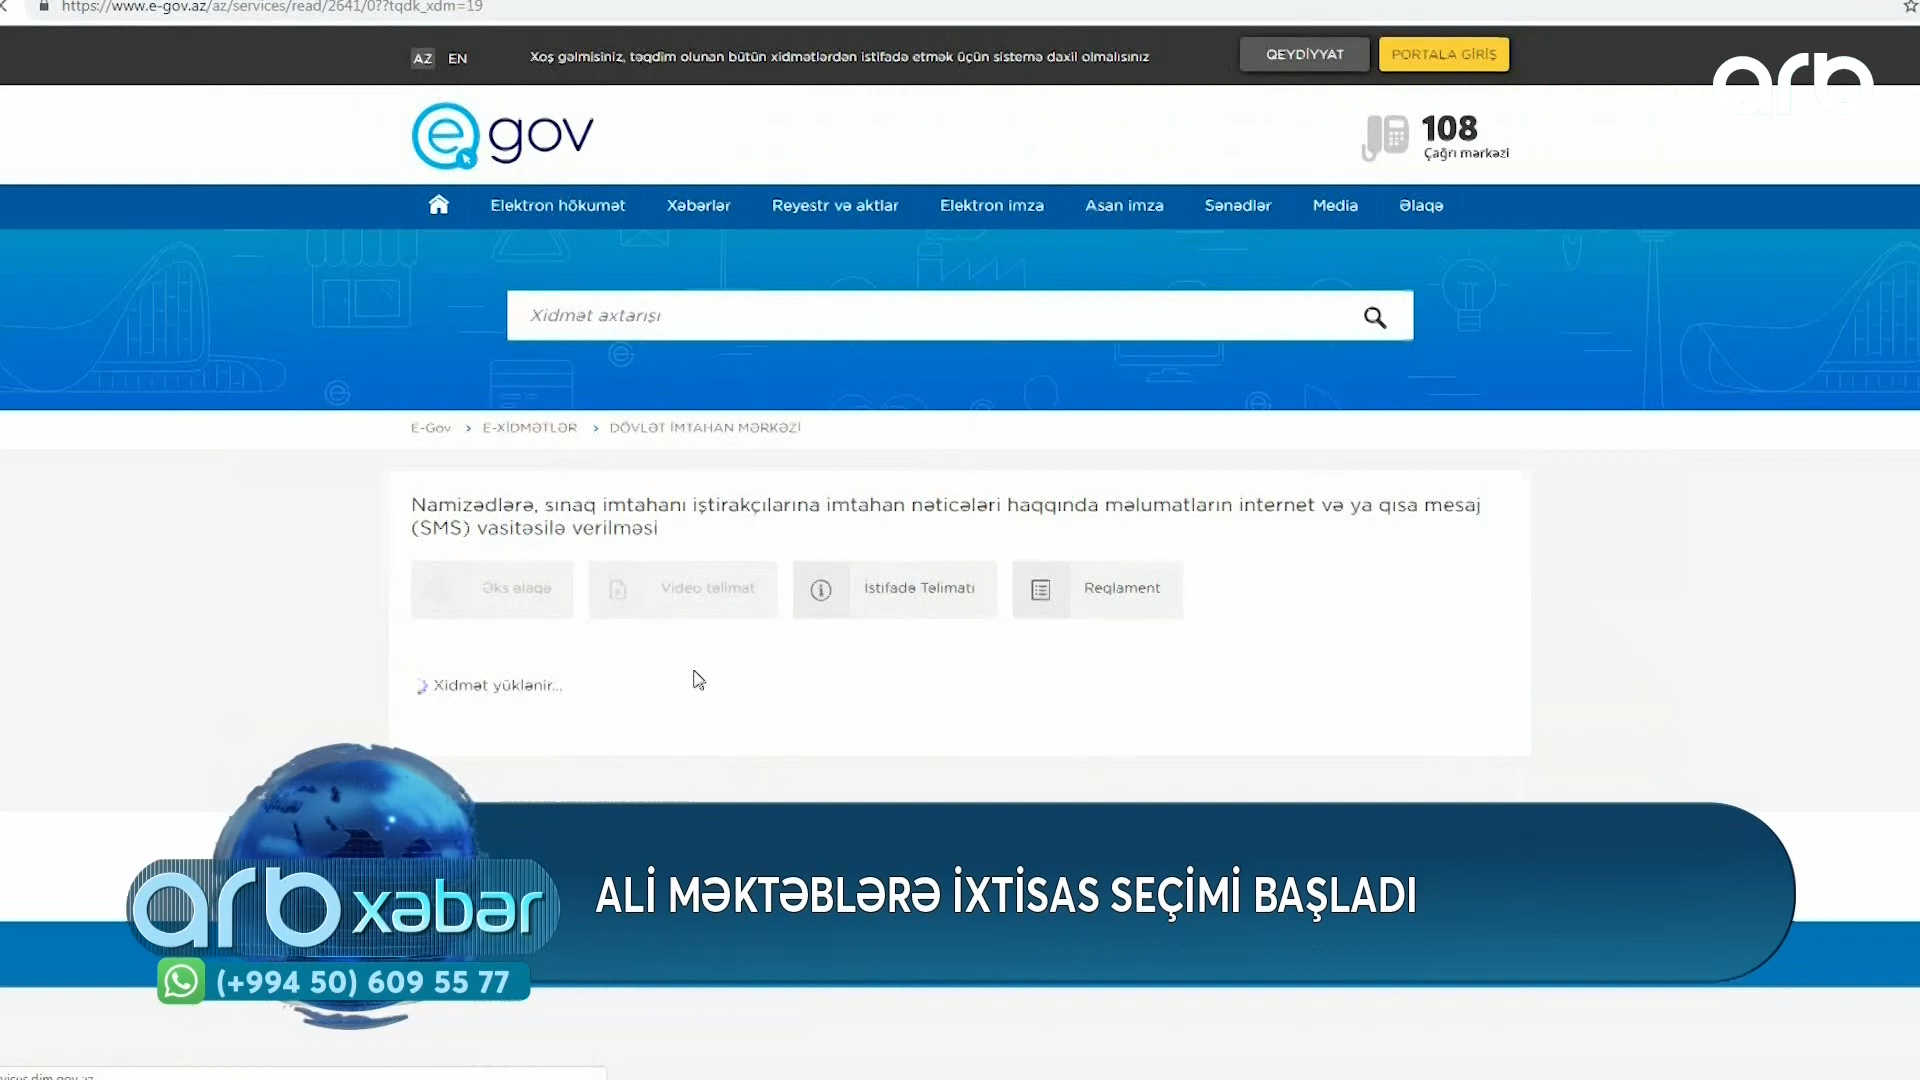 https://www.e-gov.az/az/services/read/2641/0??tqdk_xdm=19
AZ EN Xoş gəlmisiniz, təqdim olunan bütün xidmətlərdən istifadə etmək üçün sistemə daxil olmalısınız QEYDİYYAT PORTALA GİRİŞ
arb
e gov
108
Çağrı mərkəzi
Elektron hökumət Xəbərlər Reyestr və aktlar Elektron imza Asan imza Sənədlər Media Əlaqə
Xidmət axtarışı
E-Gov > E-XİDMƏTLƏR > DÖVLƏT İMTAHAN MƏRKƏZİ
Namizədlərə, sınaq imtahanı iştirakçılarına imtahan nəticələri haqqında məlumatların internet və ya qısa mesaj
(SMS) vasitəsilə verilməsi
Əks əlaqə Video təlimat İstifadə Təlimatı Reqlament
Xidmət yüklənir...
arb xəbər
ALİ MƏKTƏBLƏRƏ İXTİSAS SEÇİMİ BAŞLADI
(+994 50) 609 55 77